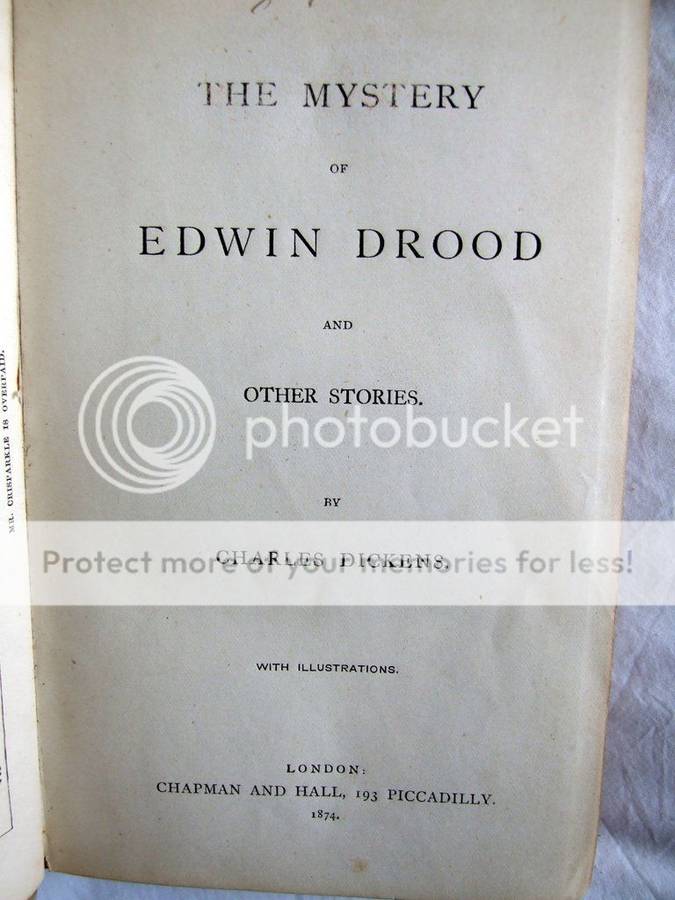 THE MYSTERY
OF
EDWIN DROOD
AND
OTHER STORIES.
photobucket
BY
Protect more of your memories for less!
CHARLES DICKENS.
WITH ILLUSTRATIONS.
LONDON:
CHAPMAN AND HALL, 193 PICCADILLY.
1874.
MR. CRISPARKLE IS OVERPAID.